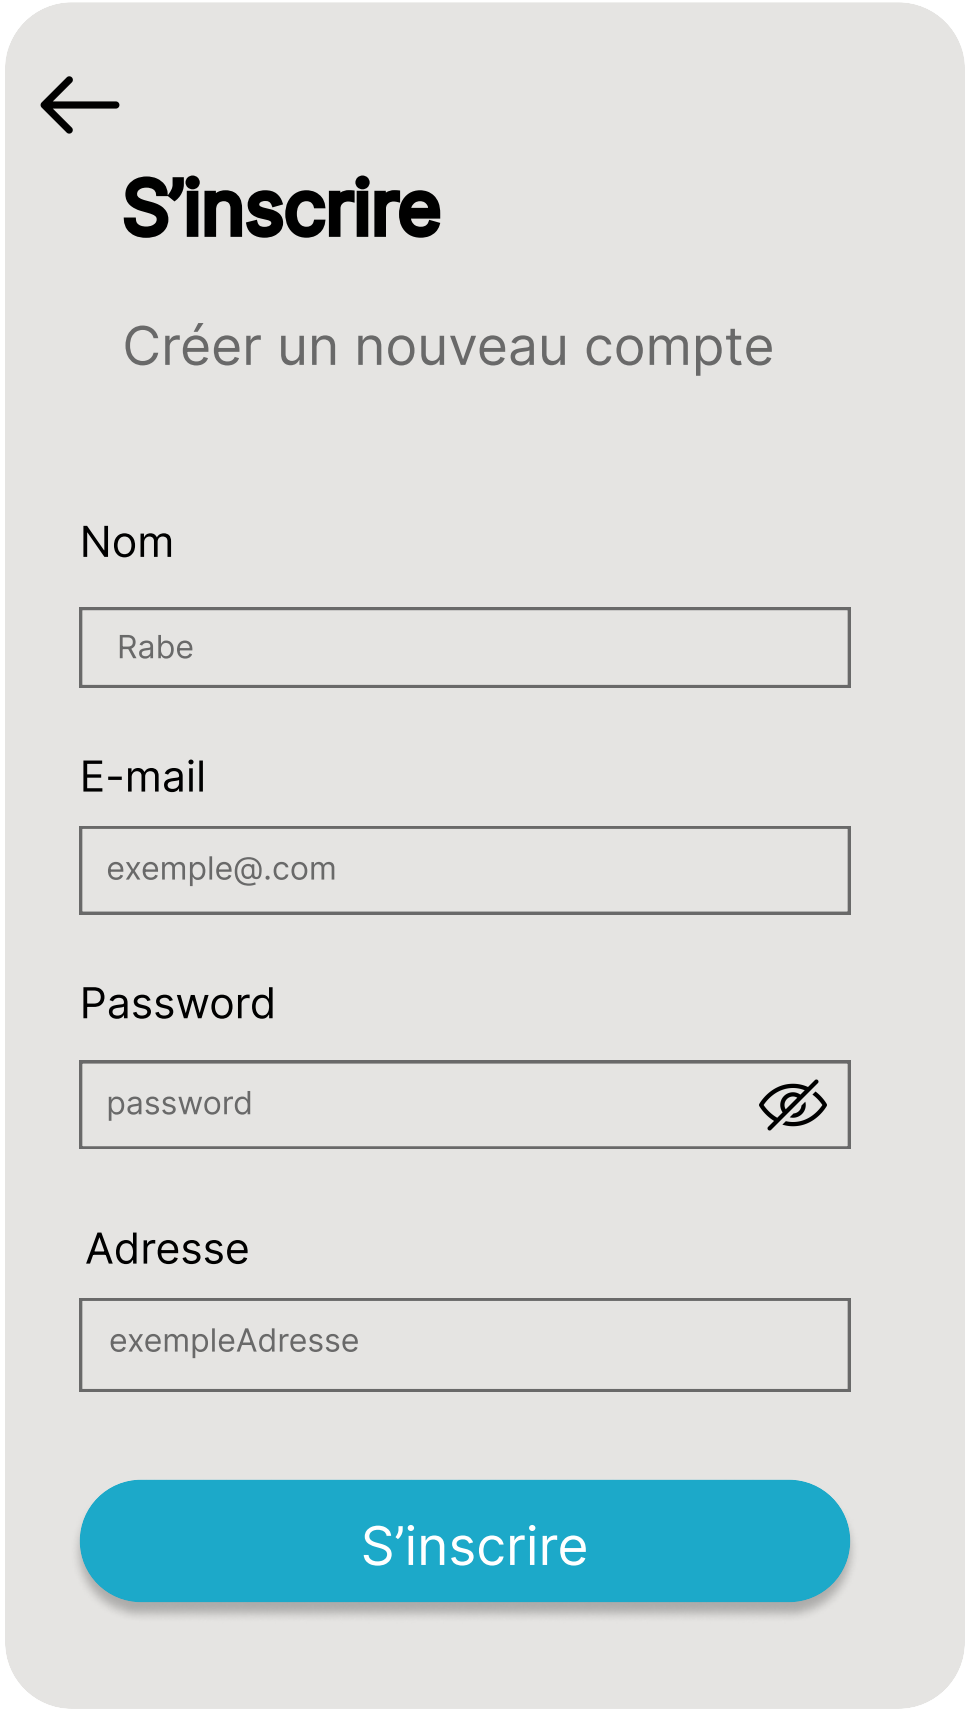 S’inscrire
Créer un nouveau compte
Nom
Rabe
E-mail
exemple@.com
Password
password
Adresse
exempleAdresse
S’inscrire